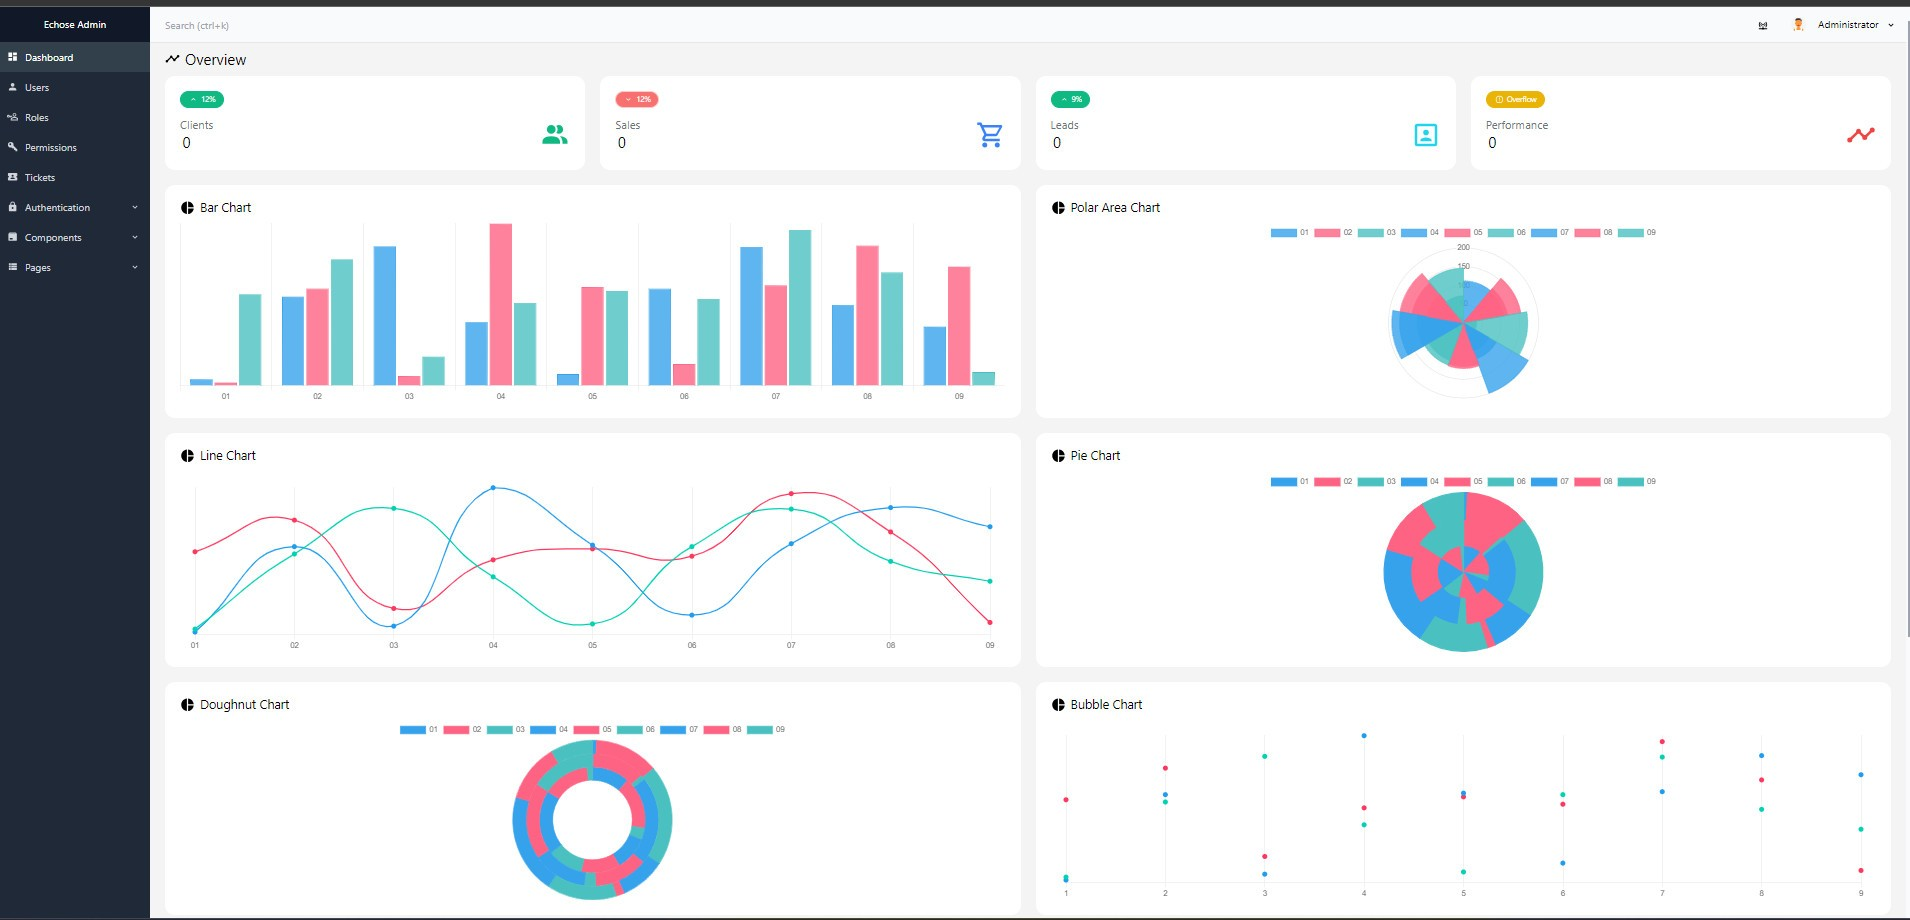 Echose Admin
Search (ctrl+k)
Administrator
Dashboard
Users
Roles
Permissions
Tickets
Authentication
Components
Pages
Overview
12%
Clients
0
12%
Sales
0
9%
Leads
0
Overflow
Performance
0
Bar Chart
01 02 03 04 05 06 07 08 09
Polar Area Chart
01 02 03 04 05 06 07 08 09
200
150
Line Chart
01 02 03 04 05 06 07 08 09
Pie Chart
01 02 03 04 05 06 07 08 09
Doughnut Chart
01 02 03 04 05 06 07 08 09
Bubble Chart
1 2 3 4 5 6 7 8 9